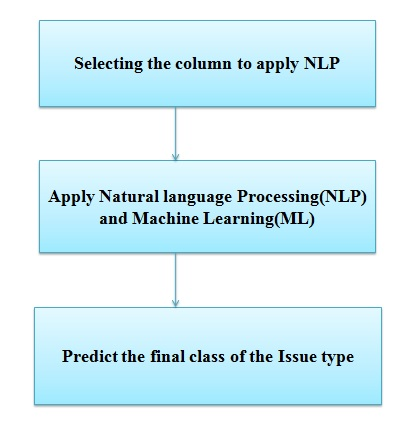 Selecting the column to apply NLP
Apply Natural language Processing(NLP)
and Machine Learning(ML)
Predict the final class of the Issue type